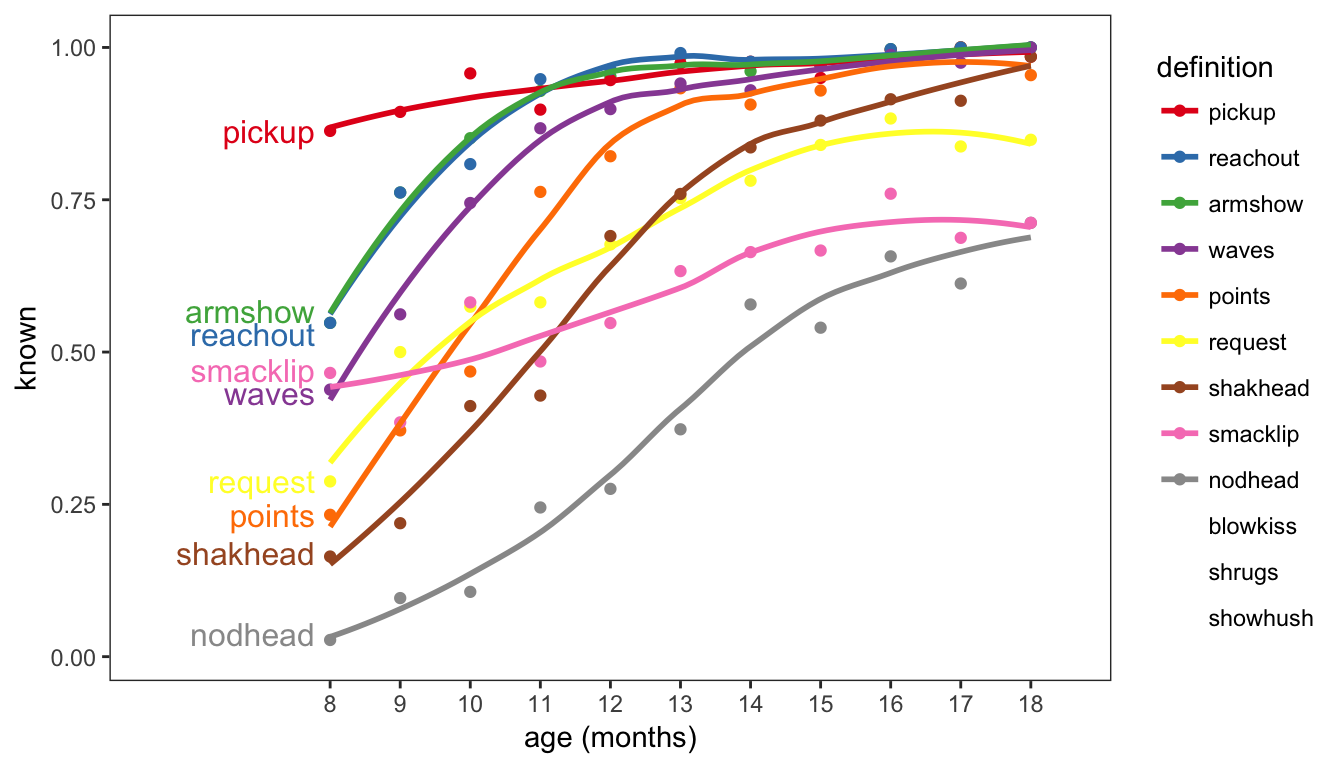 1.00
0.75
0.50
0.25
0.00
known
pickup
armshow
reachout
smacklip
waves
request
points
shakhead
nodhead
8 9 10 11 12 13 14 15 16 17 18
age (months)
definition
pickup
reachout
armshow
waves
points
request
shakhead
smacklip
nodhead
blowkiss
shrugs
showhush